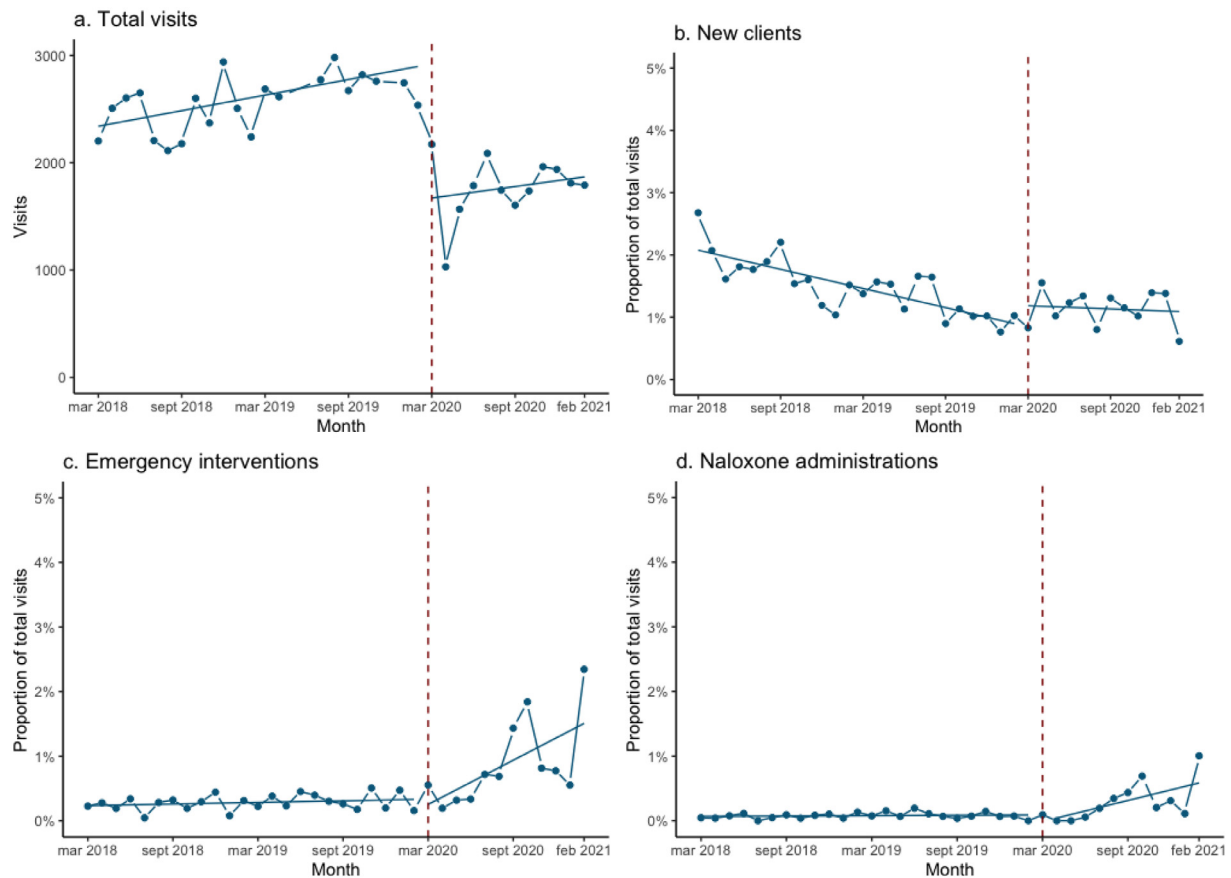 a. Total visits
3000
2000
1000
0
Visits
mar 2018 sept 2018 mar 2019 sept 2019 mar 2020 sept 2020 feb 2021
Month
b. New clients
5%
4%
3%
2%
1%
0%
Proportion of total visits
mar 2018 sept 2018 mar 2019 sept 2019 mar 2020 sept 2020 feb 2021
Month
c. Emergency interventions
5%
4%
3%
2%
1%
0%
Proportion of total visits
mar 2018 sept 2018 mar 2019 sept 2019 mar 2020 sept 2020 feb 2021
Month
d. Naloxone administrations
5%
4%
3%
2%
1%
0%
Proportion of total visits
mar 2018 sept 2018 mar 2019 sept 2019 mar 2020 sept 2020 feb 2021
Month